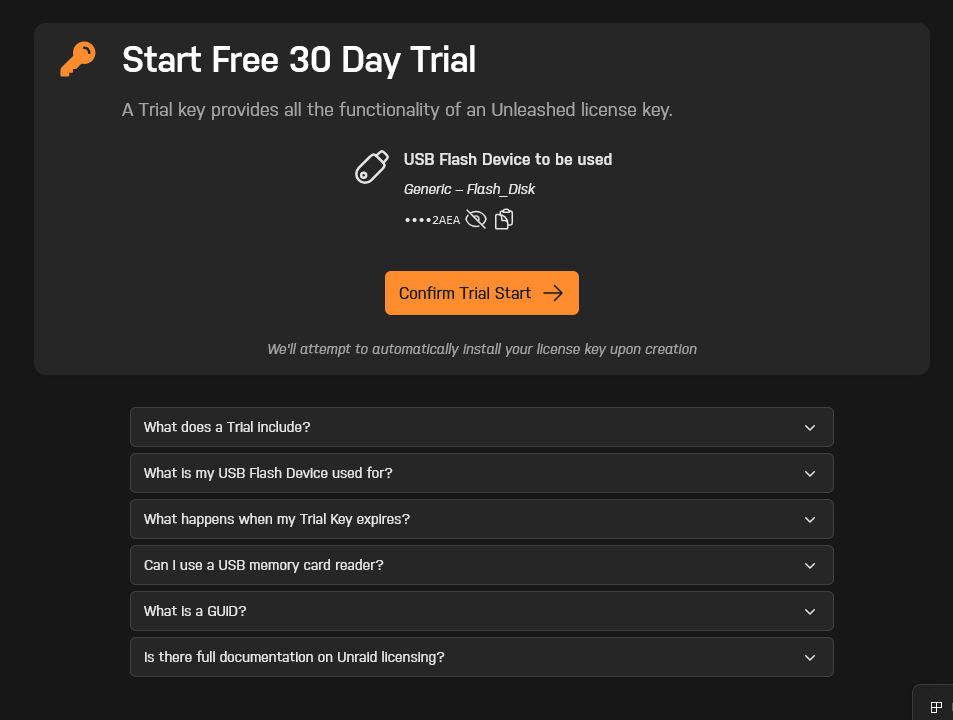 Start Free 30 Day Trial
A Trial key provides all the functionality of an Unleashed license key.
USB Flash Device to be used
Generic – Flash_Disk
••••2AEA
Confirm Trial Start
We'll attempt to automatically install your license key upon creation
What does a Trial include?
What is my USB Flash Device used for?
What happens when my Trial Key expires?
Can I use a USB memory card reader?
What is a GUID?
Is there full documentation on Unraid licensing?